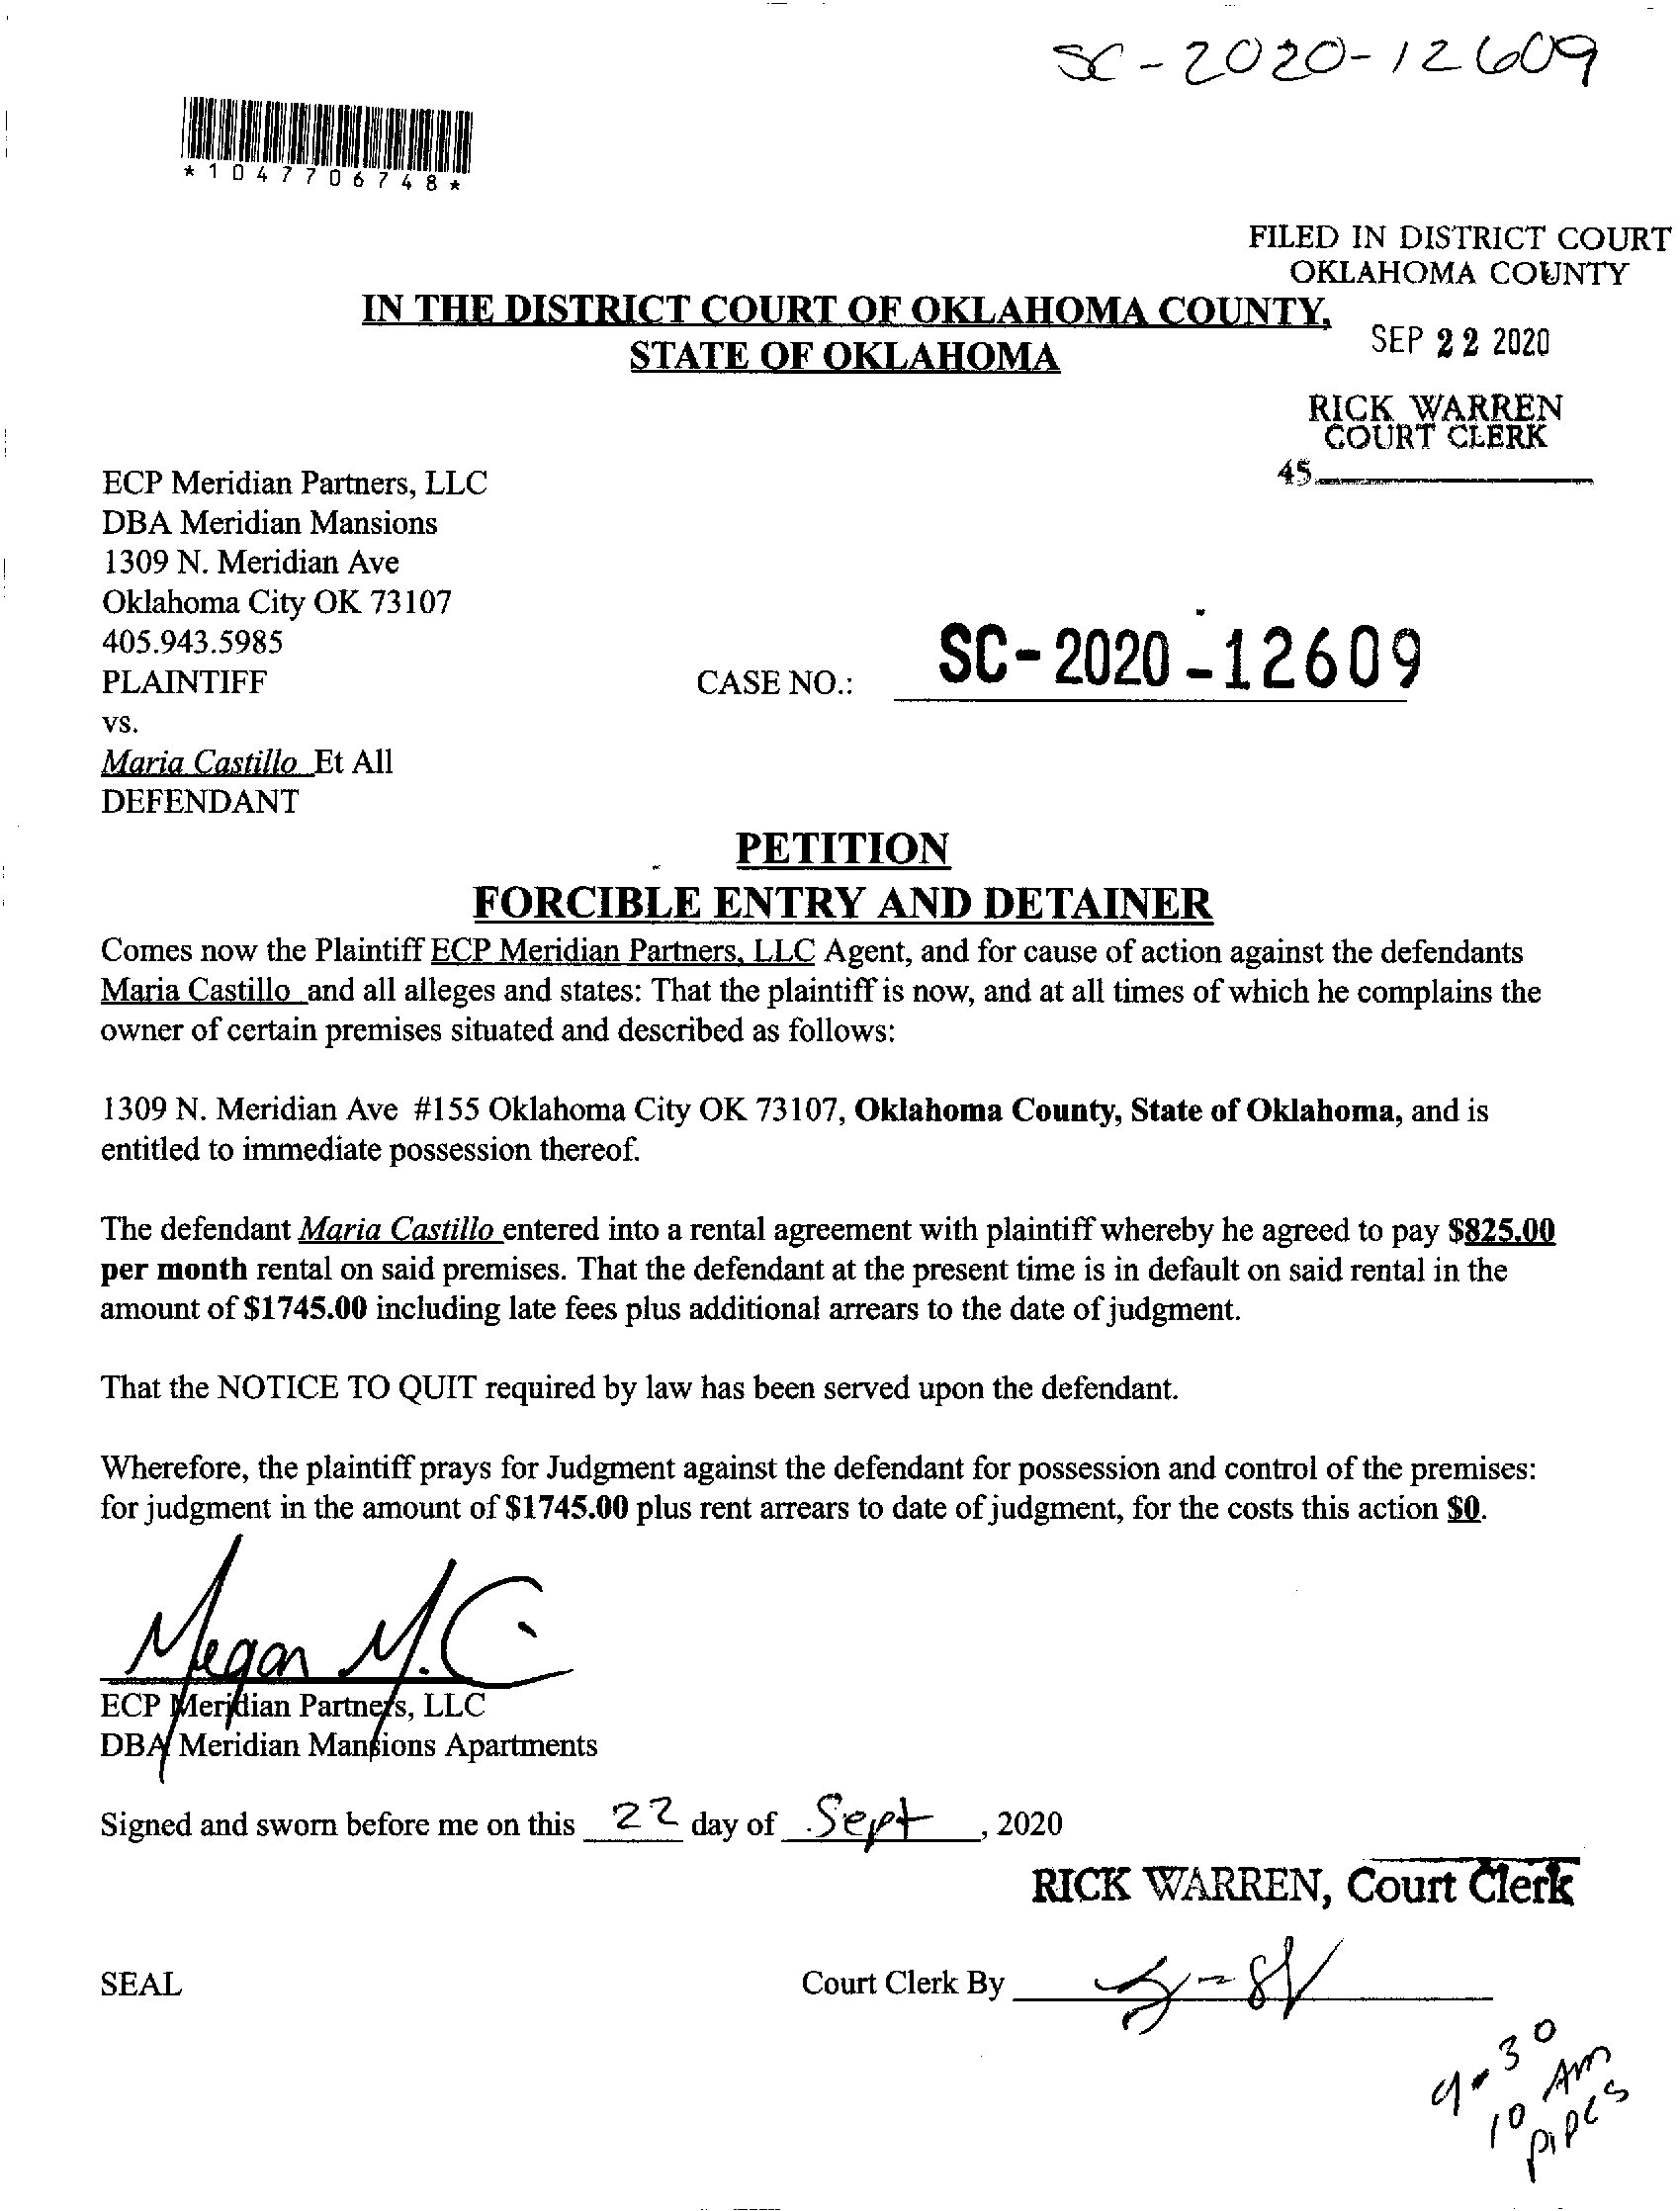 SC-2020-12609
*1047706748*
FILED IN DISTRICT COURT
OKLAHOMA COUNTY
IN THE DISTRICT COURT OF OKLAHOMA COUNTY,
STATE OF OKLAHOMA
SEP 22 2020
RICK WARREN
COURT CLERK
45
ECP Meridian Partners, LLC
DBA Meridian Mansions
1309 N. Meridian Ave
Oklahoma City OK 73107
405.943.5985
PLAINTIFF
CASE NO.: SC-2020-12609
vs.
Maria Castillo Et All
DEFENDANT
PETITION
FORCIBLE ENTRY AND DETAINER
Comes now the Plaintiff ECP Meridian Partners, LLC Agent, and for cause of action against the defendants
Maria Castillo and all alleges and states: That the plaintiff is now, and at all times of which he complains the
owner of certain premises situated and described as follows:
1309 N. Meridian Ave #155 Oklahoma City OK 73107, Oklahoma County, State of Oklahoma, and is
entitled to immediate possession thereof.
The defendant Maria Castillo entered into a rental agreement with plaintiff whereby he agreed to pay $825.00
per month rental on said premises. That the defendant at the present time is in default on said rental in the
amount of $1745.00 including late fees plus additional arrears to the date of judgment.
That the NOTICE TO QUIT required by law has been served upon the defendant.
Wherefore, the plaintiff prays for Judgment against the defendant for possession and control of the premises:
for judgment in the amount of $1745.00 plus rent arrears to date of judgment, for the costs this action $0.
Megan M.C
ECP Meridian Partners, LLC
DBA Meridian Mansions Apartments
Signed and sworn before me on this 22 day of Sept, 2020
RICK WARREN, Court Clerk
SEAL
Court Clerk By
9-30
10 Am